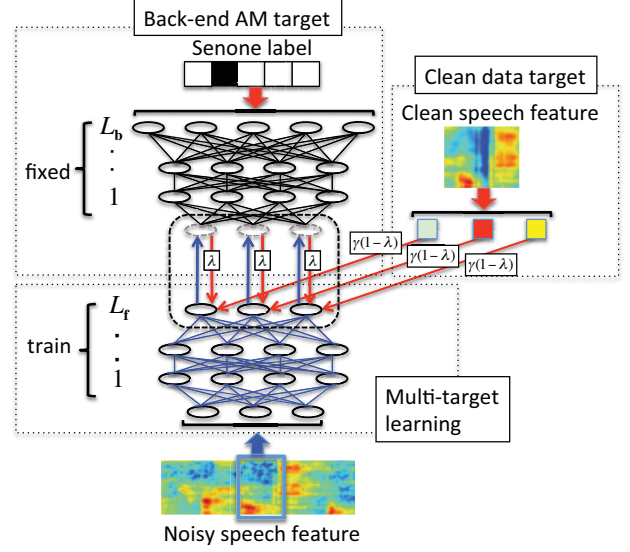 Back-end AM target
Senone label
Clean data target
Clean speech feature
L_b
fixed
1
λ
λ
λ
γ(1−λ)
γ(1−λ)
γ(1−λ)
L_f
train
1
Multi-target
learning
Noisy speech feature